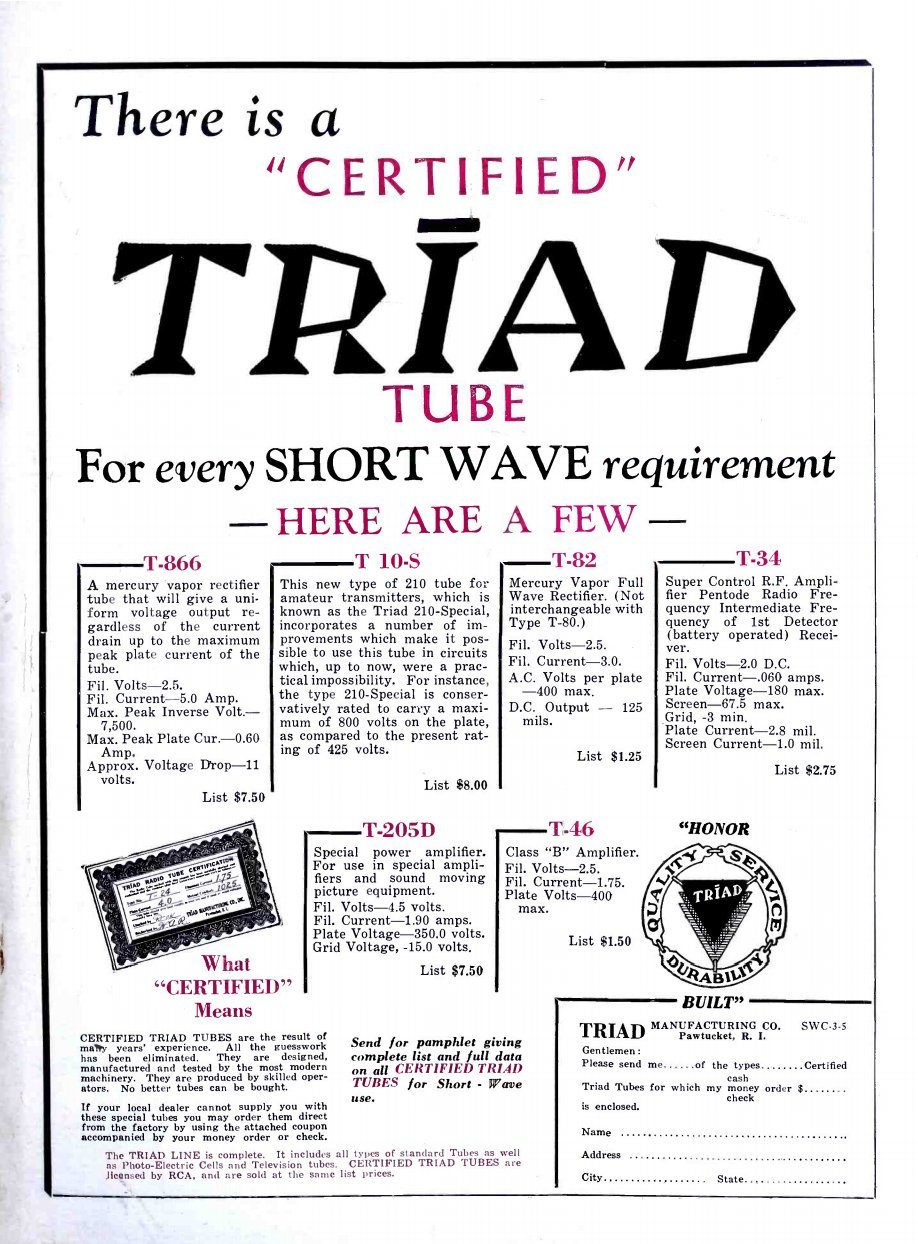 There is a
"CERTIFIED"
TRIAD
TUBE
For every SHORT WAVE requirement
— HERE ARE A FEW —
T-866
A mercury vapor rectifier
tube that will give a uni-
form voltage output re-
gardless of the current
drain up to the maximum
peak plate current of the
tube.
Fil. Volts—2.5.
Fil. Current—5.0 Amp.
Max. Peak Inverse Volt.—
7,500.
Max. Peak Plate Cur.—0.60
Amp.
Approx. Voltage Drop—11
volts.
List $7.50
T 10-S
This new type of 210 tube for
amateur transmitters, which is
known as the Triad 210-Special,
incorporates a number of im-
provements which make it pos-
sible to use this tube in circuits
which, up to now, were a prac-
tical impossibility. For instance,
the type 210-Special is conser-
vatively rated to carry a maxi-
mum of 800 volts on the plate,
as compared to the present rat-
ing of 425 volts.
List $8.00
T-82
Mercury Vapor Full
Wave Rectifier. (Not
interchangeable with
Type T-80.)
Fil. Volts—2.5.
Fil. Current—3.0.
A.C. Volts per plate
—400 max.
D.C. Output — 125
mils.
List $1.25
T-34
Super Control R.F. Ampli-
fier Pentode Radio Fre-
quency Intermediate Fre-
quency of 1st Detector
(battery operated) Recei-
ver.
Fil. Volts—2.0 D.C.
Fil. Current—.060 amps.
Plate Voltage—180 max.
Screen—67.5 max.
Grid, -3 min.
Plate Current—2.8 mil.
Screen Current—1.0 mil.
List $2.75
TRIAD RADIO TUBE CERTIFICATION
T-24
4.0
1.75
1025
TRIAD MANUFACTURING CO., INC.
What
"CERTIFIED"
Means
T-205D
Special power amplifier.
For use in special ampli-
fiers and sound moving
picture equipment.
Fil. Volts—4.5 volts.
Fil. Current—1.90 amps.
Plate Voltage—350.0 volts.
Grid Voltage, -15.0 volts.
List $7.50
T-46
Class "B" Amplifier.
Fil. Volts—2.5.
Fil. Current—1.75.
Plate Volts—400
max.
List $1.50
"HONOR
QUALITY SERVICE
TRIAD
DURABILITY
BUILT"
CERTIFIED TRIAD TUBES are the result of
many years' experience. All the guesswork
has been eliminated. They are designed,
manufactured and tested by the most modern
machinery. They are produced by skilled oper-
ators. No better tubes can be bought.
If your local dealer cannot supply you with
these special tubes you may order them direct
from the factory by using the attached coupon
accompanied by your money order or check.
Send for pamphlet giving
complete list and full data
on all CERTIFIED TRIAD
TUBES for Short - Wave
use.
The TRIAD LINE is complete. It includes all types of standard Tubes as well
as Photo-Electric Cells and Television tubes. CERTIFIED TRIAD TUBES are
licensed by RCA, and are sold at the same list prices.
TRIAD MANUFACTURING CO. SWC-3-5
Pawtucket, R. I.
Gentlemen:
Please send me......of the types........Certified
cash
Triad Tubes for which my money order $........
check
is enclosed.
Name ........................................
Address ......................................
City.................. State..................